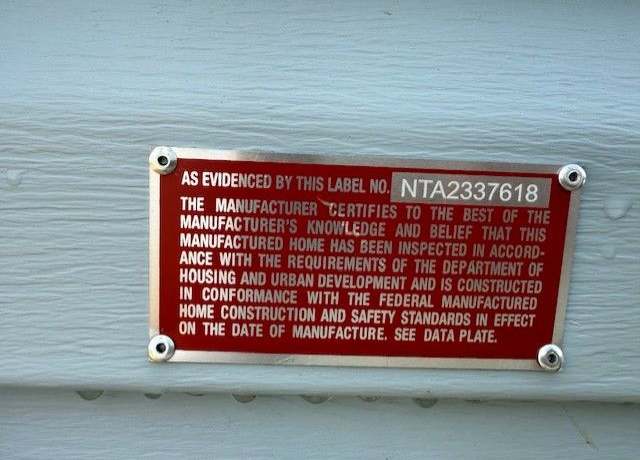 AS EVIDENCED BY THIS LABEL NO. NTA2337618
THE MANUFACTURER CERTIFIES TO THE BEST OF THE
MANUFACTURER'S KNOWLEDGE AND BELIEF THAT THIS
MANUFACTURED HOME HAS BEEN INSPECTED IN ACCORD-
ANCE WITH THE REQUIREMENTS OF THE DEPARTMENT OF
HOUSING AND URBAN DEVELOPMENT AND IS CONSTRUCTED
IN CONFORMANCE WITH THE FEDERAL MANUFACTURED
HOME CONSTRUCTION AND SAFETY STANDARDS IN EFFECT
ON THE DATE OF MANUFACTURE. SEE DATA PLATE.